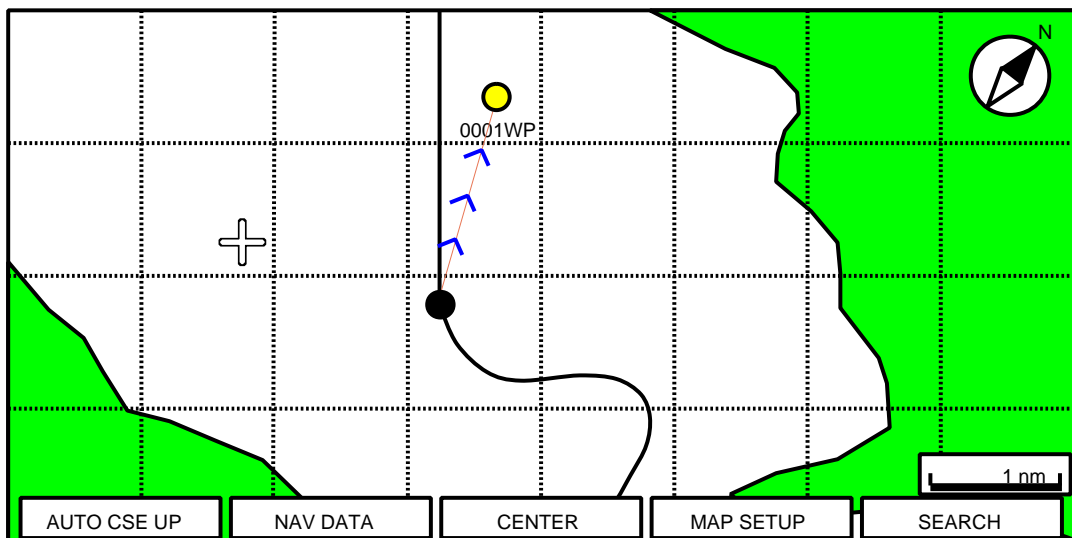 N
0001WP
1 nm
AUTO CSE UP
NAV DATA
CENTER
MAP SETUP
SEARCH